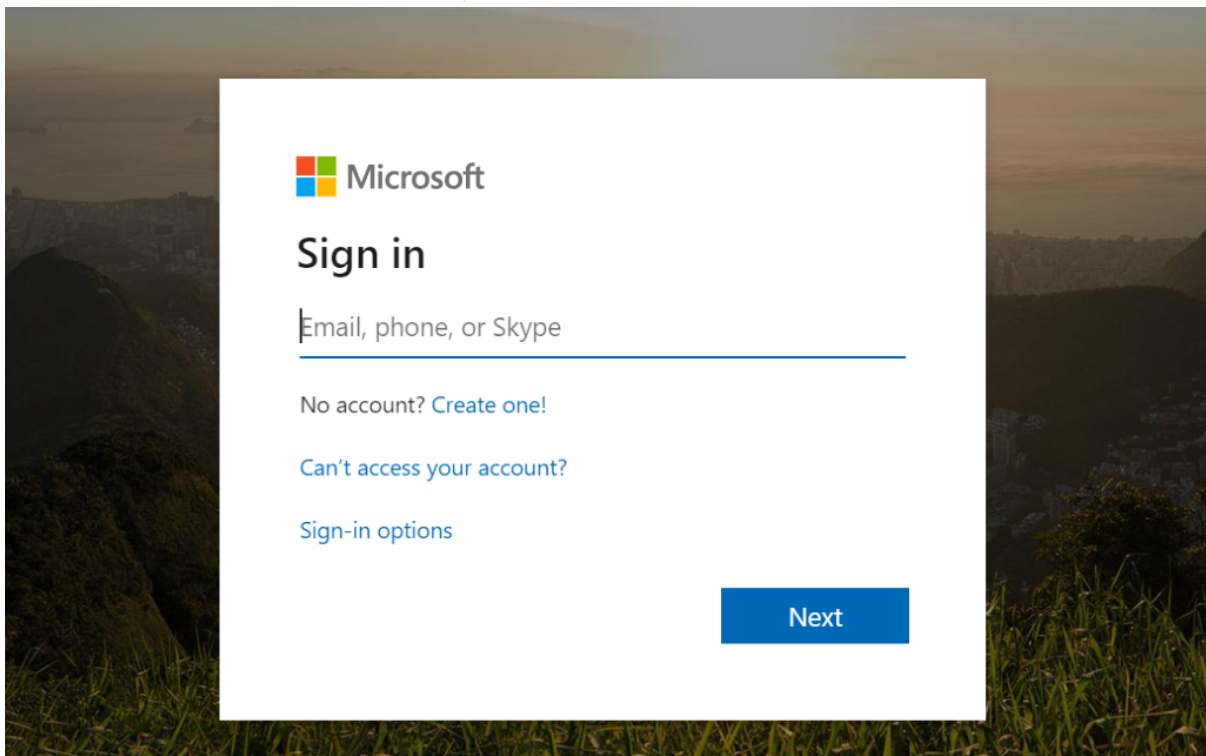 Microsoft
Sign in
Email, phone, or Skype
No account? Create one!
Can't access your account?
Sign-in options
Next